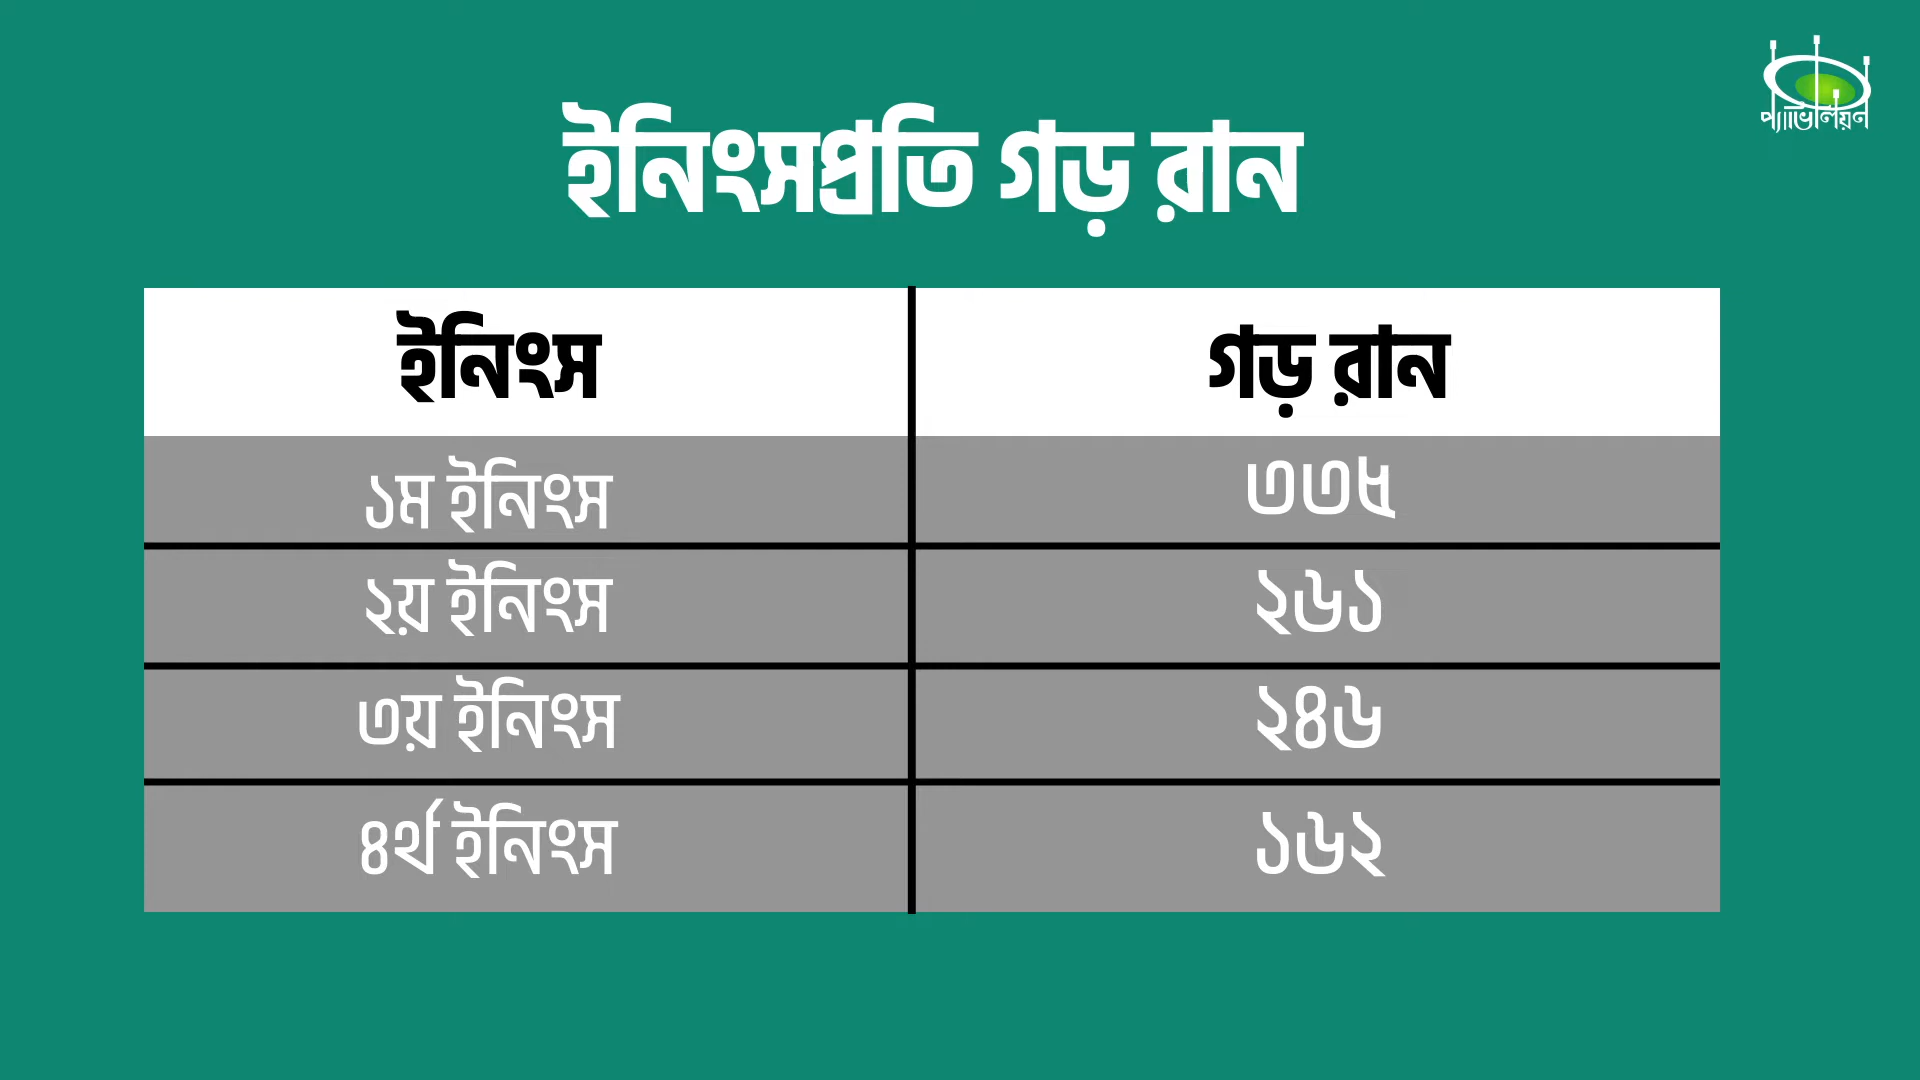 প্যাভিলিয়ন
ইনিংসপ্রতি গড় রান
ইনিংস গড় রান
১ম ইনিংস ৩৩৫
২য় ইনিংস ২৬১
৩য় ইনিংস ২৪৬
৪র্থ ইনিংস ১৬২